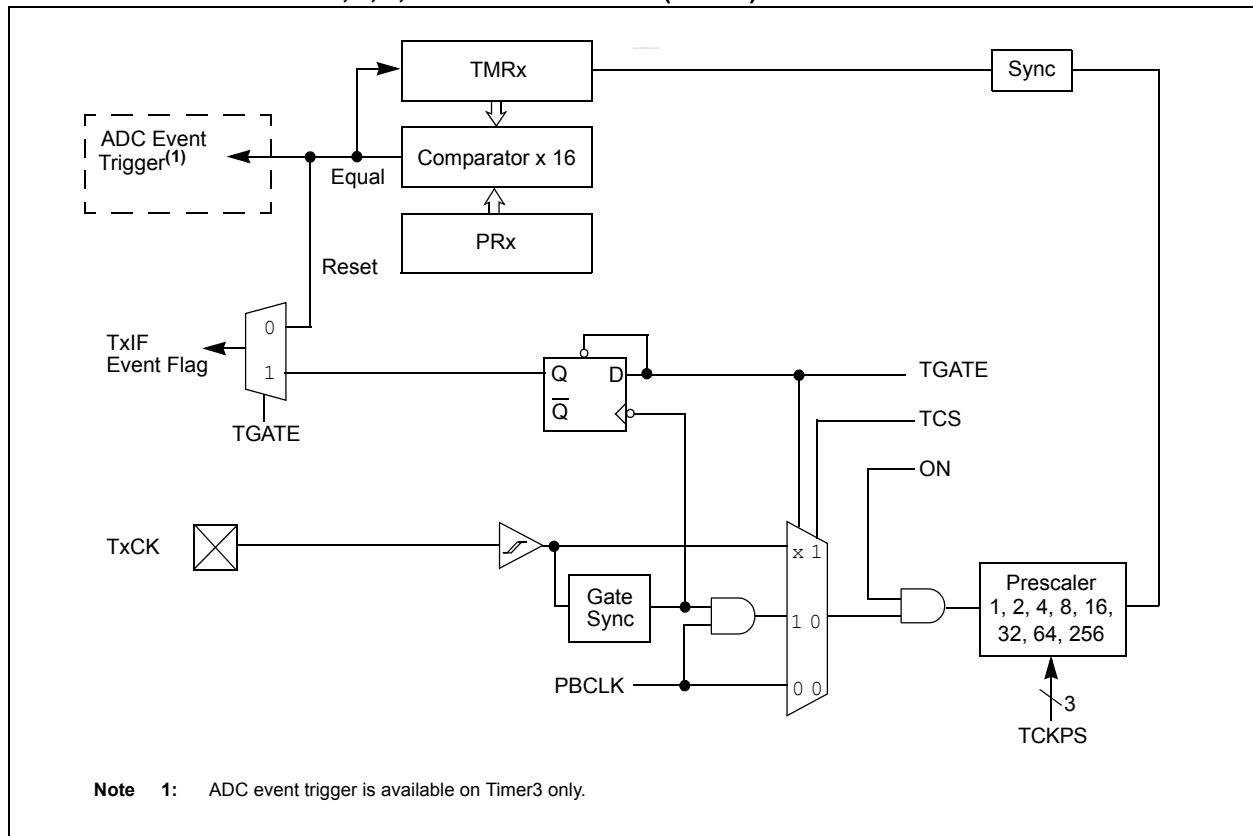 TMRx
Sync
ADC Event
Trigger(1)
Comparator x 16
Equal
PRx
Reset
0
TxIF
Event Flag
1
Q D
Q̅
TGATE
TGATE
TCS
ON
TxCK
x 1
Prescaler
1, 2, 4, 8, 16,
32, 64, 256
Gate
Sync
1 0
PBCLK
0 0
3
TCKPS
Note 1: ADC event trigger is available on Timer3 only.